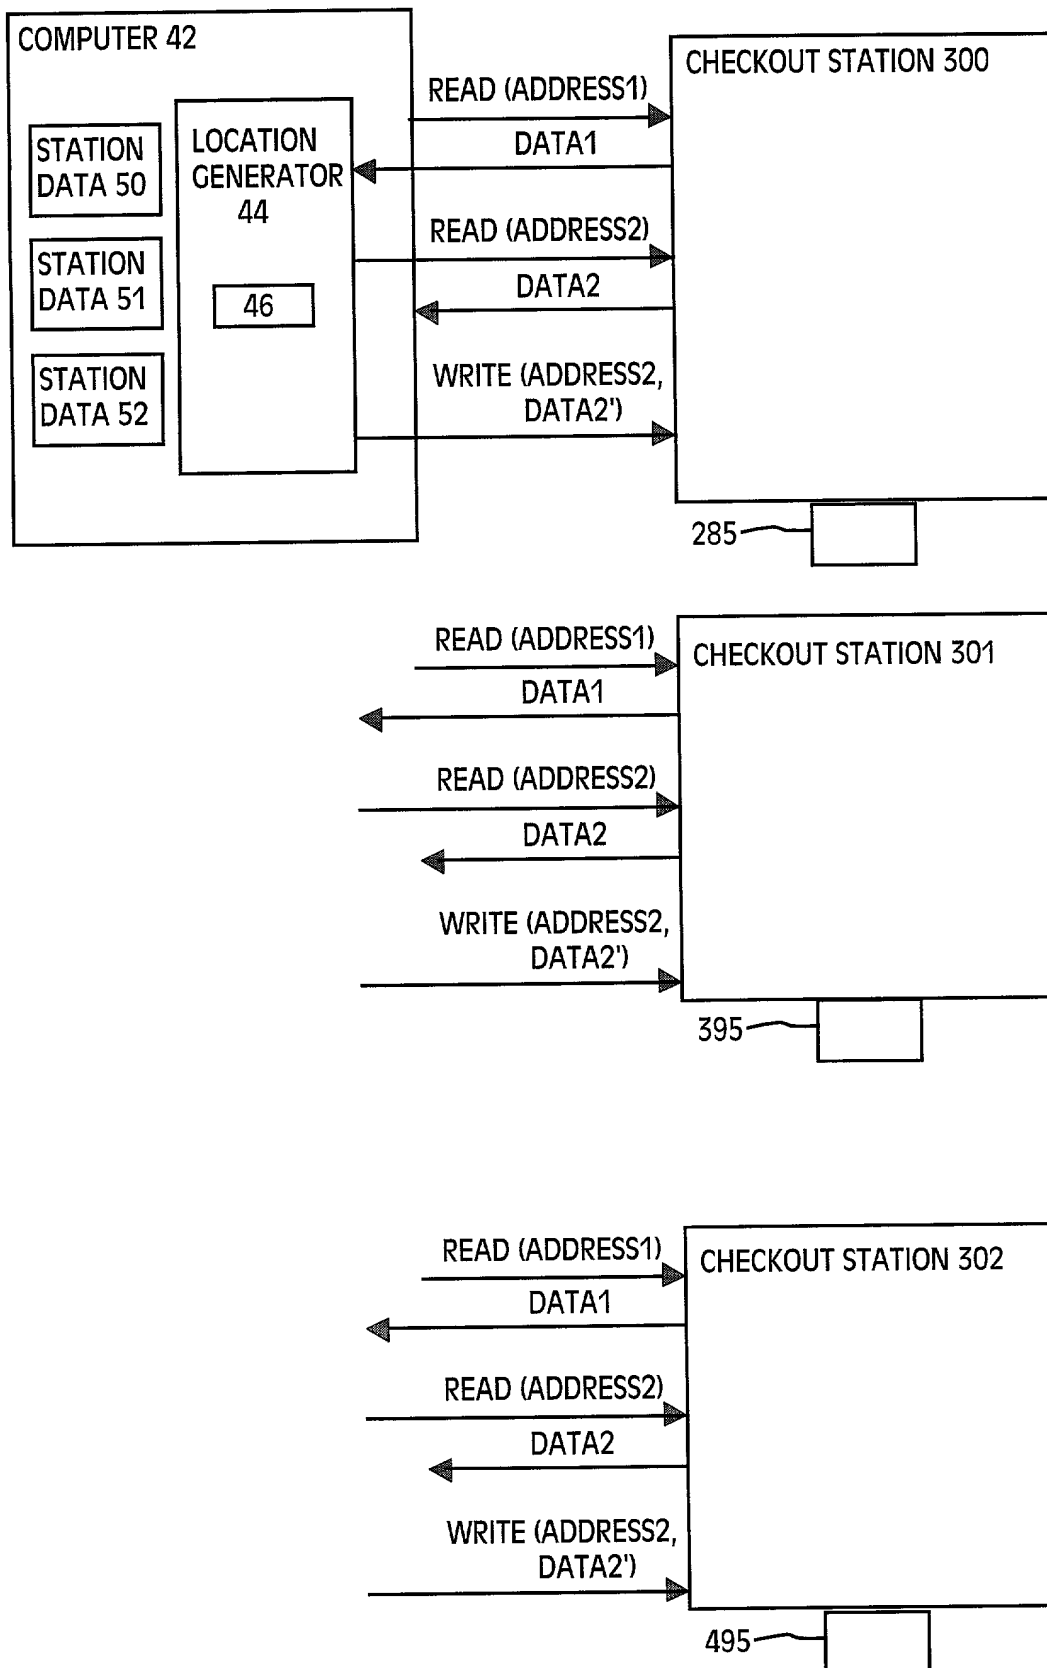 COMPUTER 42
STATION
DATA 50
STATION
DATA 51
STATION
DATA 52
LOCATION
GENERATOR
44
46
READ (ADDRESS1)
DATA1
READ (ADDRESS2)
DATA2
WRITE (ADDRESS2,
DATA2')
CHECKOUT STATION 300
285
READ (ADDRESS1)
DATA1
READ (ADDRESS2)
DATA2
WRITE (ADDRESS2,
DATA2')
CHECKOUT STATION 301
395
READ (ADDRESS1)
DATA1
READ (ADDRESS2)
DATA2
WRITE (ADDRESS2,
DATA2')
CHECKOUT STATION 302
495